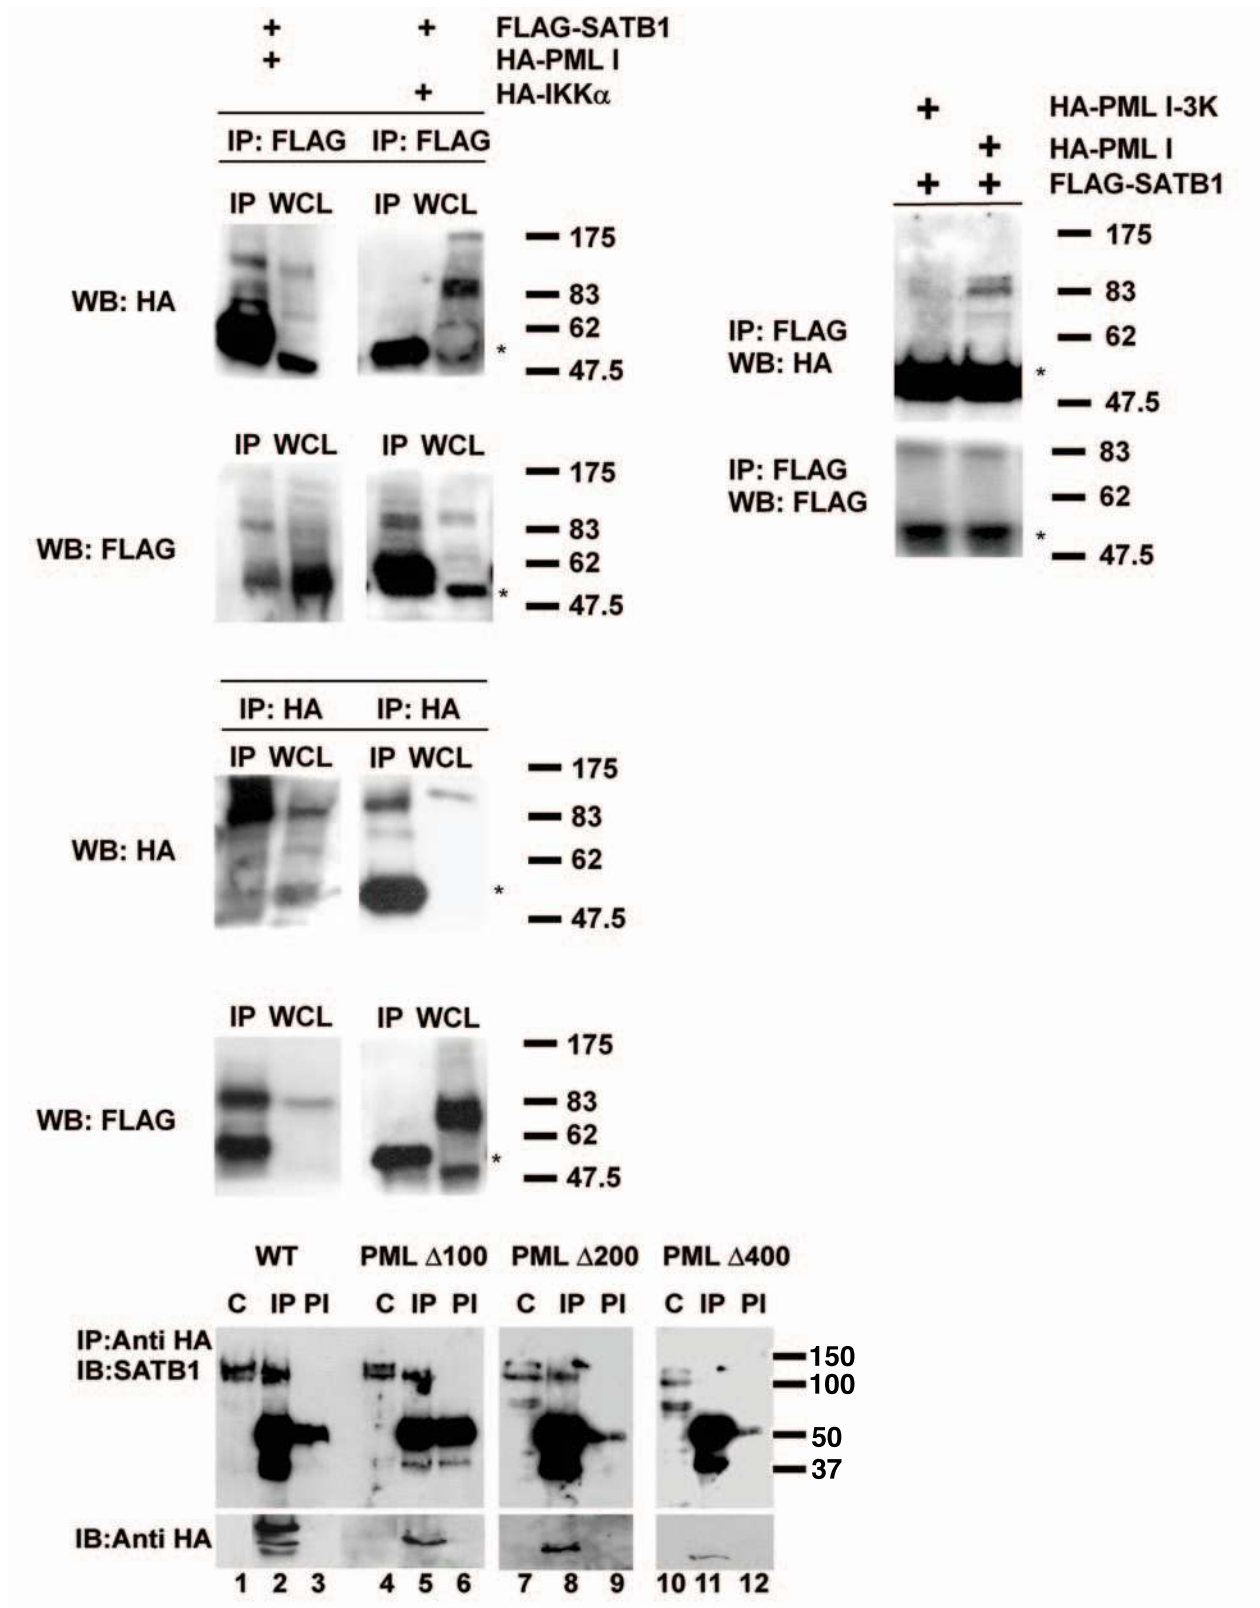 + + FLAG-SATB1
+ HA-PML I
+ HA-IKKα
IP: FLAG IP: FLAG
IP WCL IP WCL
175
83
WB: HA
62
*
47.5
IP WCL IP WCL
175
83
WB: FLAG
62
*
47.5
IP: HA IP: HA
IP WCL IP WCL
175
83
WB: HA
62
*
47.5
IP WCL IP WCL
175
83
WB: FLAG
62
*
47.5
+ HA-PML I-3K
+ HA-PML I
+ + FLAG-SATB1
175
83
IP: FLAG
62
WB: HA
*
47.5
83
IP: FLAG
62
WB: FLAG
*
47.5
WT PML Δ100 PML Δ200 PML Δ400
C IP PI C IP PI C IP PI C IP PI
IP:Anti HA
IB:SATB1
150
100
50
37
IB:Anti HA
1 2 3 4 5 6 7 8 9 10 11 12